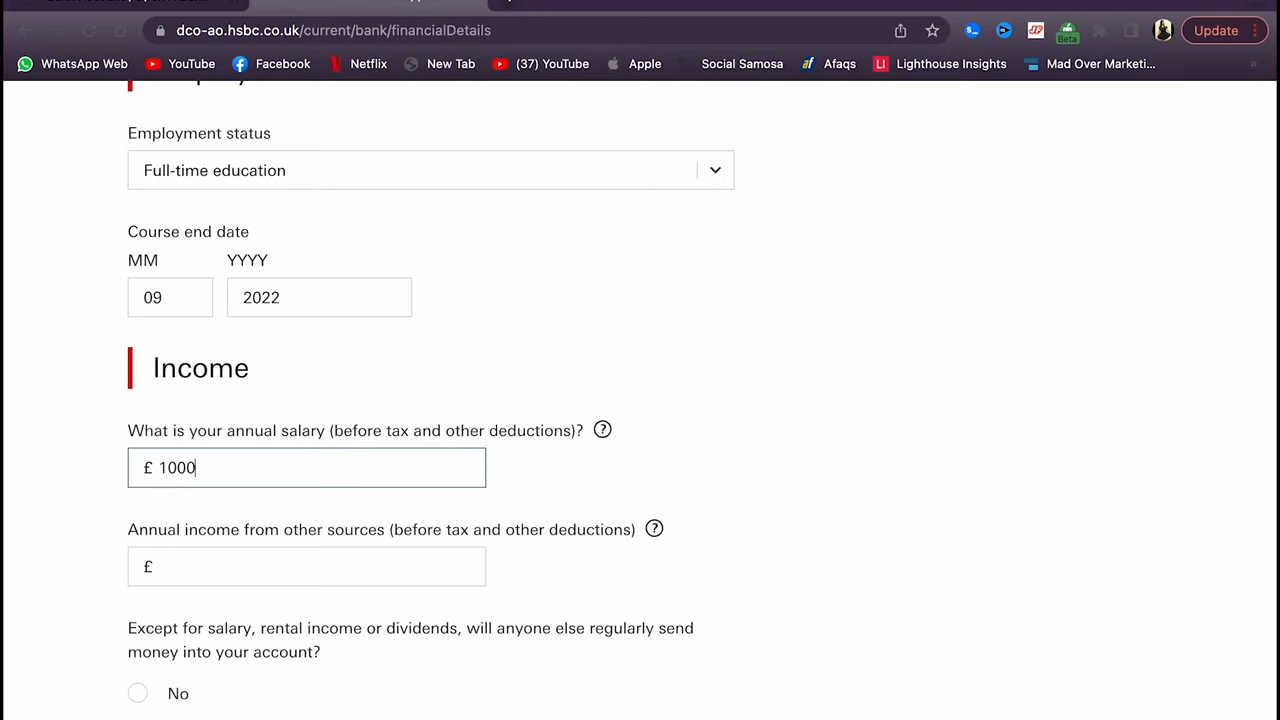 dco-ao.hsbc.co.uk/current/bank/financialDetails
Update
Beta
WhatsApp Web
YouTube
Facebook
Netflix
New Tab
(37) YouTube
Apple
Social Samosa
Afaqs
LI
Lighthouse Insights
Mad Over Marketi...
»
Employment status
Full-time education
Course end date
MM
YYYY
09
2022
Income
What is your annual salary (before tax and other deductions)? ?
£ 1000
Annual income from other sources (before tax and other deductions) ?
£
Except for salary, rental income or dividends, will anyone else regularly send
money into your account?
No